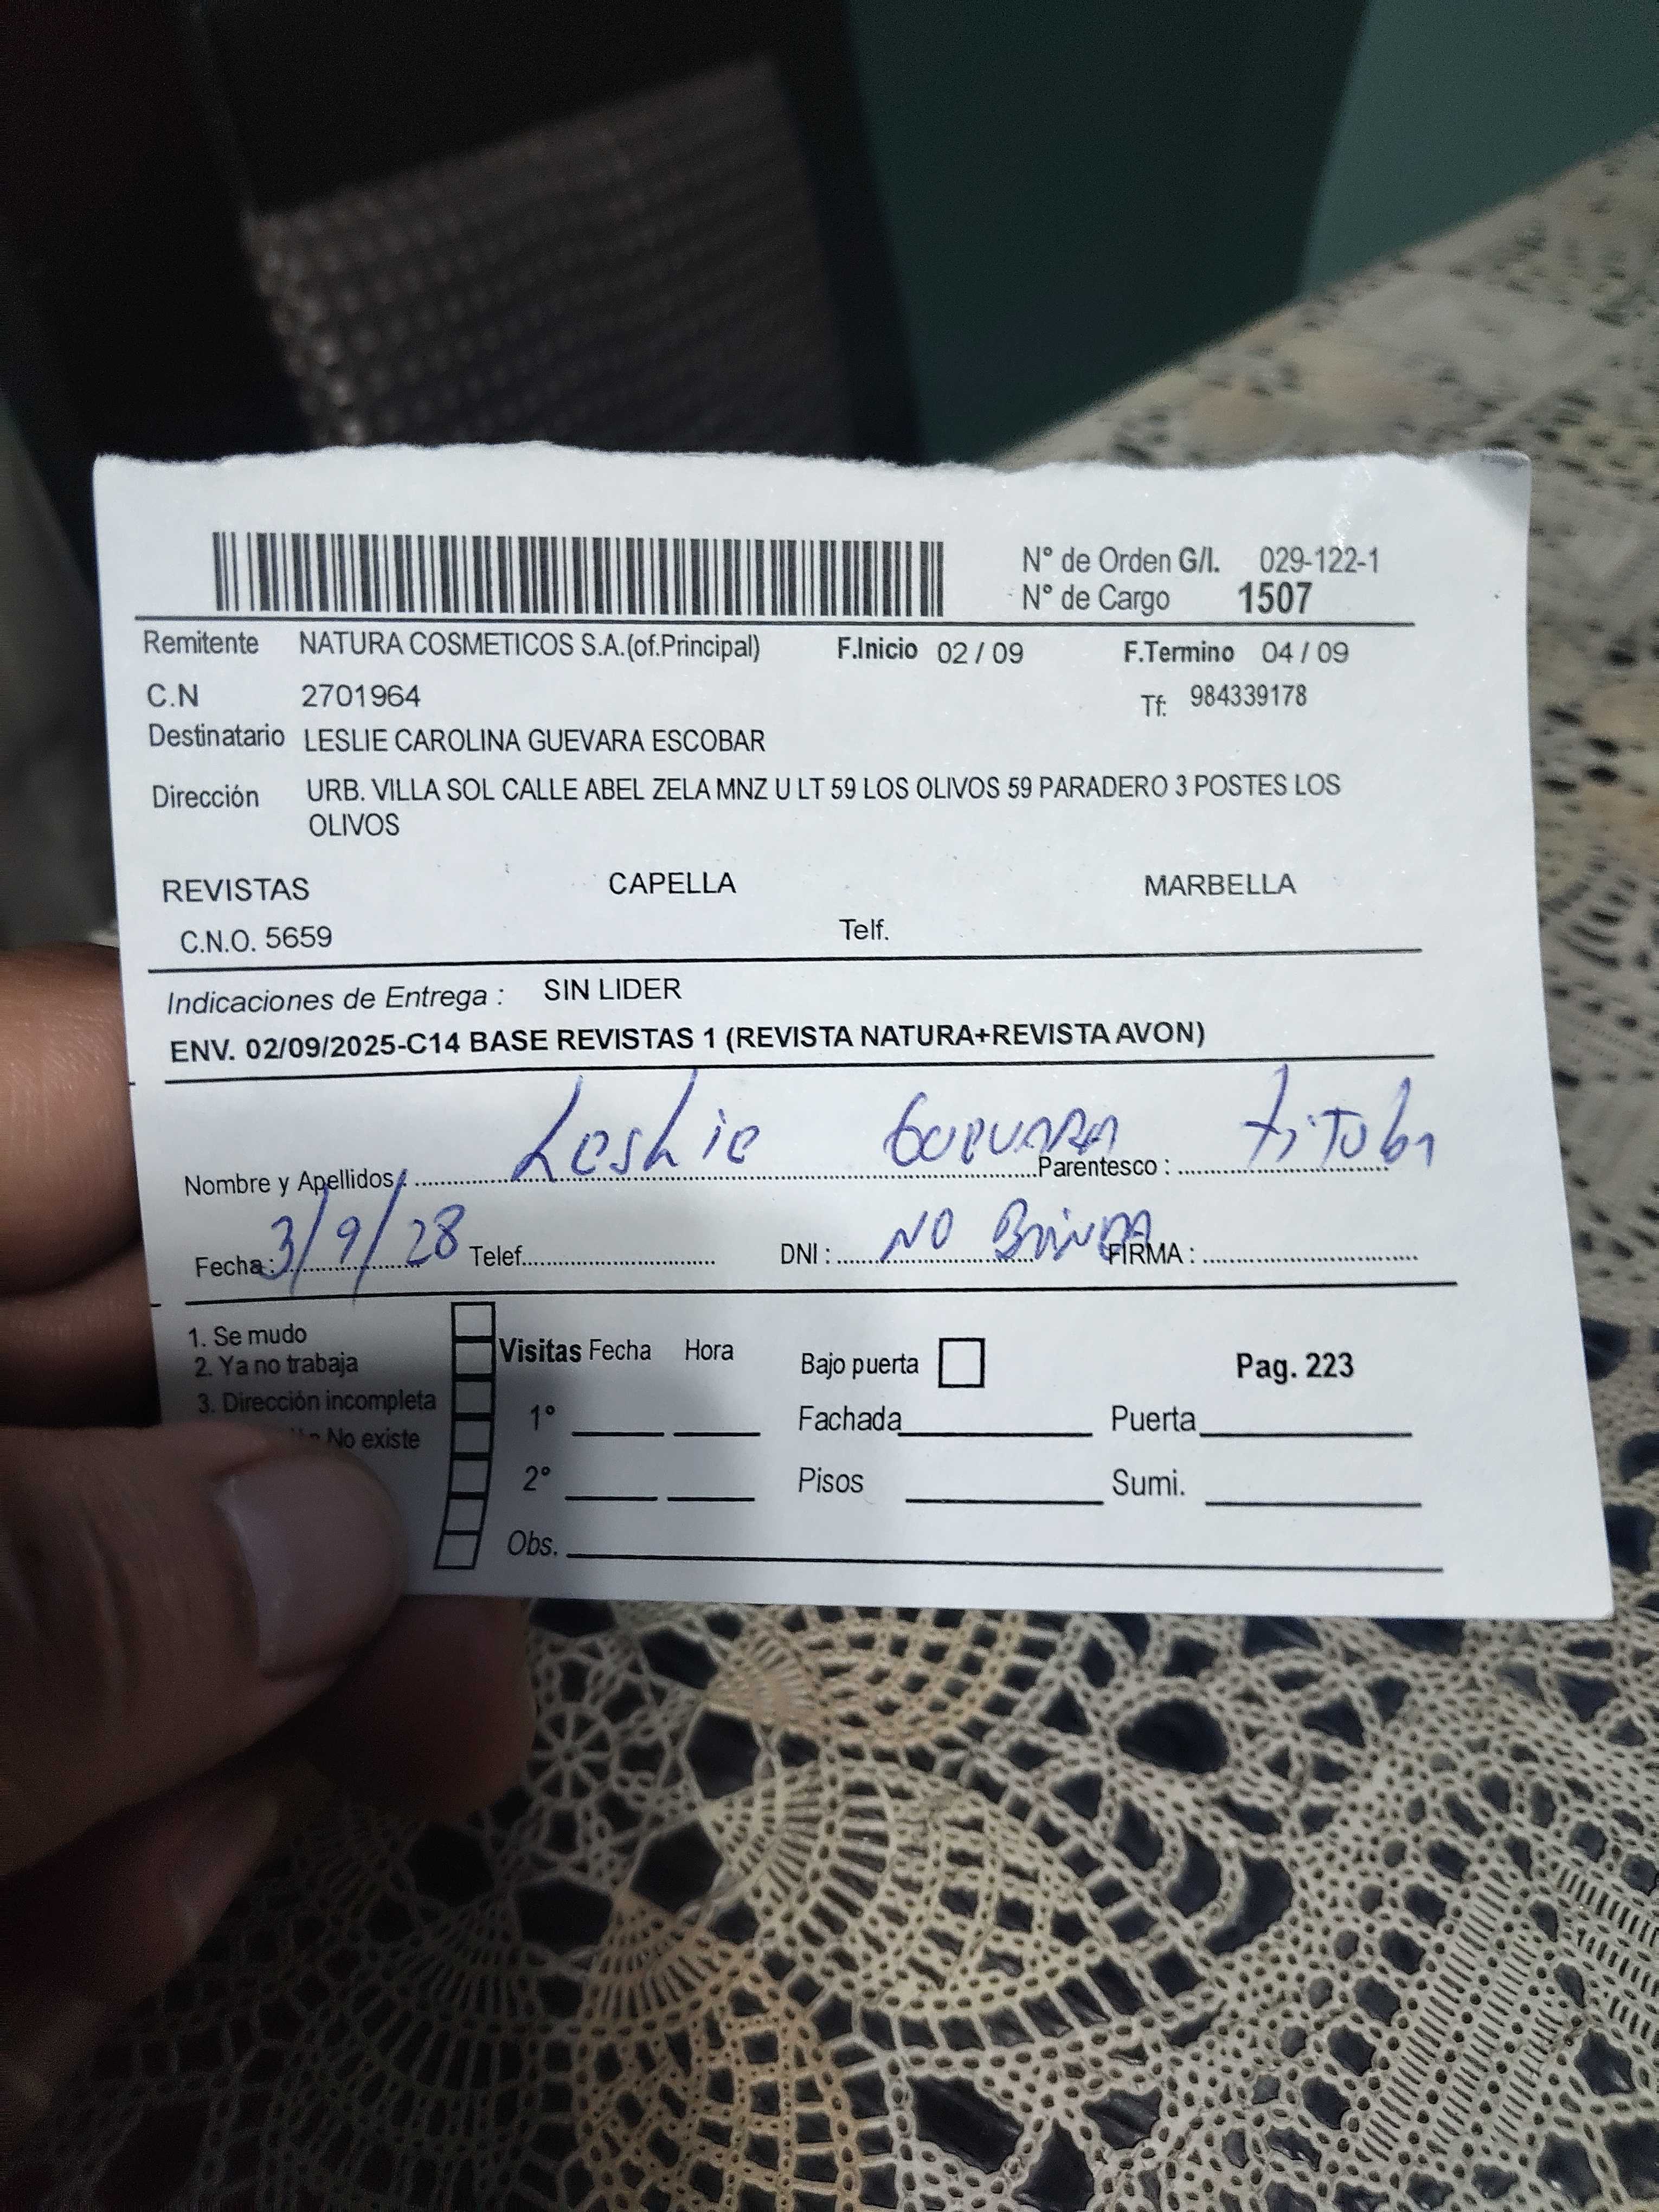 N° de Orden G/I. 029-122-1
N° de Cargo 1507
Remitente NATURA COSMETICOS S.A.(of.Principal) F.Inicio 02 / 09 F.Termino 04 / 09
C.N 2701964 Tf: 984339178
Destinatario LESLIE CAROLINA GUEVARA ESCOBAR
Dirección URB. VILLA SOL CALLE ABEL ZELA MNZ U LT 59 LOS OLIVOS 59 PARADERO 3 POSTES LOS
OLIVOS
REVISTAS CAPELLA MARBELLA
C.N.O. 5659 Telf.
Indicaciones de Entrega : SIN LIDER
ENV. 02/09/2025-C14 BASE REVISTAS 1 (REVISTA NATURA+REVISTA AVON)
Nombre y Apellidos: Leslie Guevara Parentesco : titular
Fecha: 3/9/28 Telef. DNI : NO Brinda FIRMA :
1. Se mudo
2. Ya no trabaja
3. Dirección incompleta
No existe
Visitas Fecha Hora Bajo puerta Pag. 223
1° Fachada Puerta
2° Pisos Sumi.
Obs.